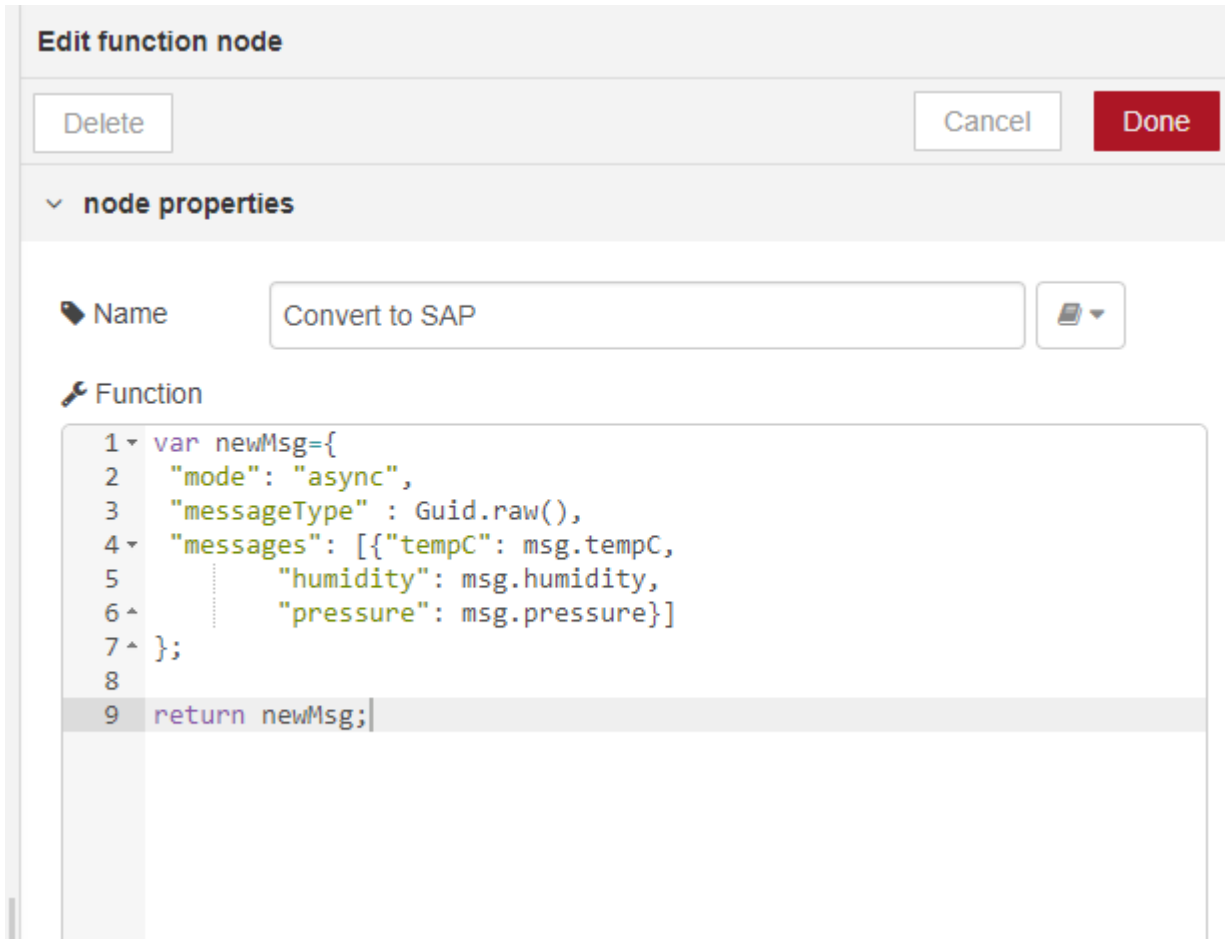 Edit function node
Delete Cancel Done
node properties
Name Convert to SAP
Function
1 var newMsg={
2 "mode": "async",
3 "messageType" : Guid.raw(),
4 "messages": [{"tempC": msg.tempC,
5 "humidity": msg.humidity,
6 "pressure": msg.pressure}]
7 };
8
9 return newMsg;